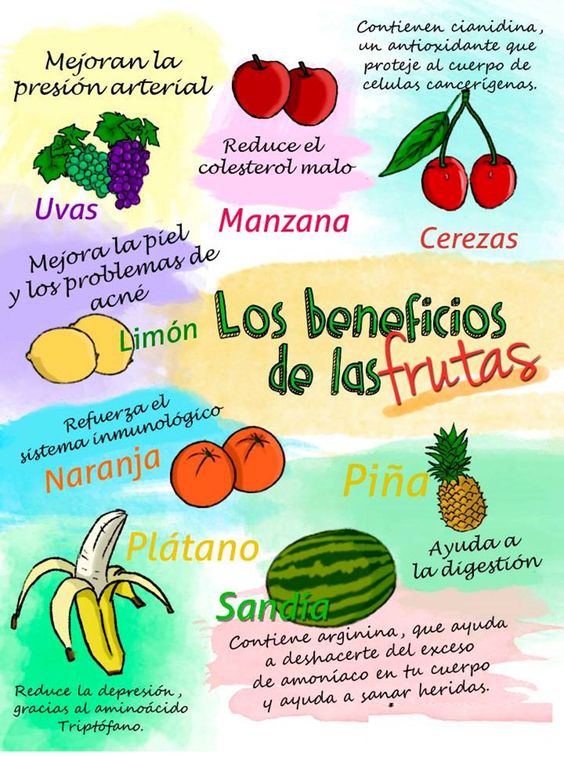 Mejoran la
presión arterial
Uvas
Reduce el
colesterol malo
Manzana
Contienen cianidina,
un antioxidante que
proteje al cuerpo de
celulas cancerígenas.
Cerezas
Mejora la piel
y los problemas de
acné
Limón
Los beneficios
de las frutas
Refuerza el
sistema inmunológico
Naranja
Piña
Ayuda a
la digestión
Plátano
Reduce la depresión,
gracias al aminoácido
Triptófano.
Sandía
Contiene arginina, que ayuda
a deshacerte del exceso
de amoníaco en tu cuerpo
y ayuda a sanar heridas.